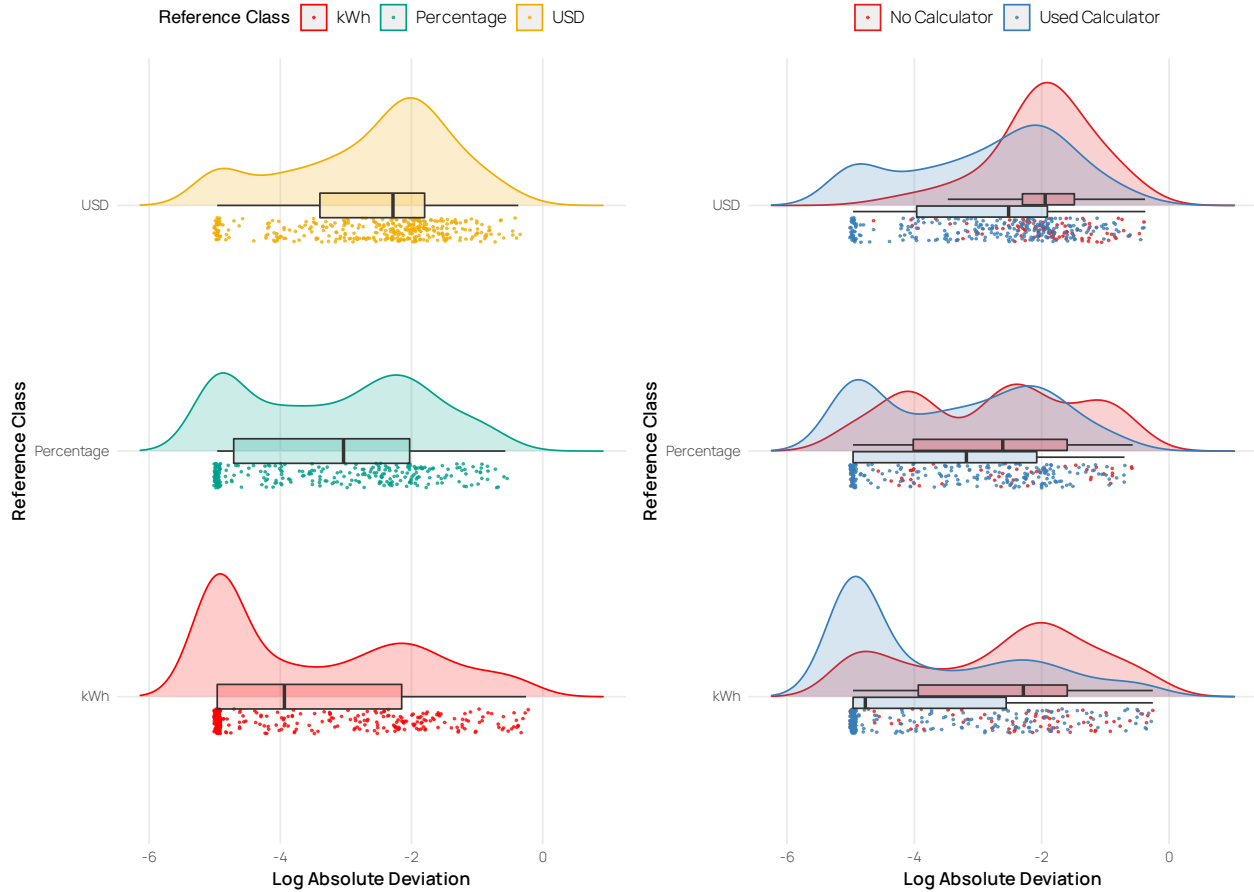 Reference Class kWh Percentage USD
No Calculator Used Calculator
USD
Percentage
kWh
Reference Class
-6 -4 -2 0
Log Absolute Deviation
USD
Percentage
kWh
Reference Class
-6 -4 -2 0
Log Absolute Deviation